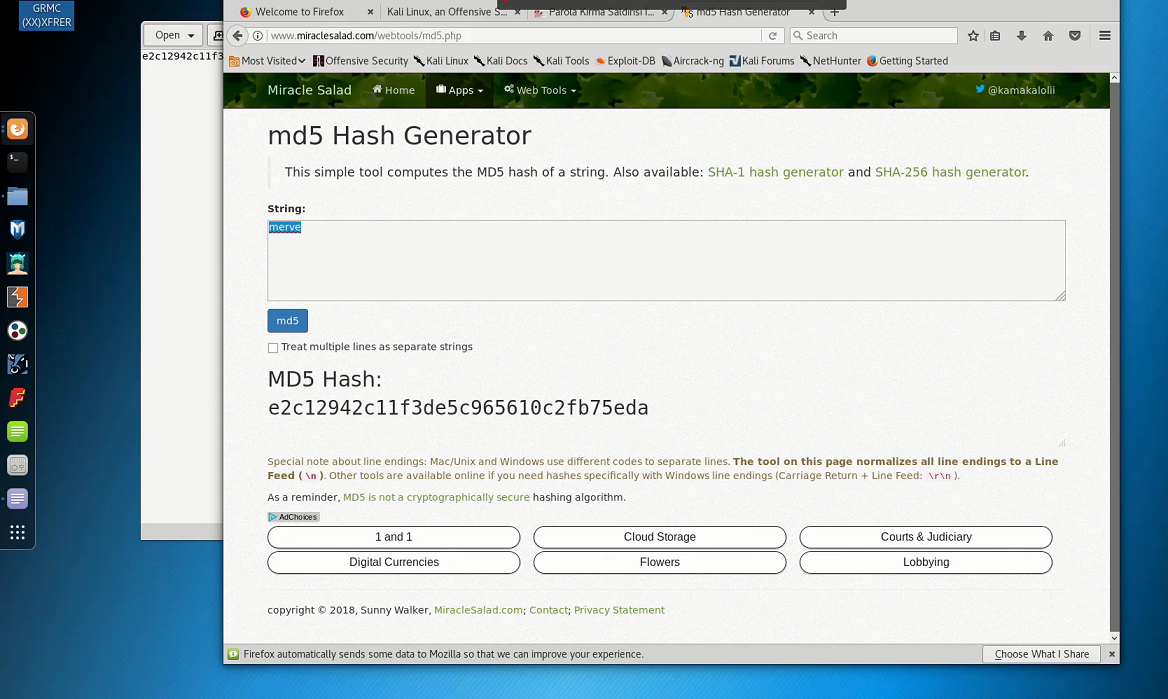 GRMC
(XX)XFRER
Open
e2c12942c11f3
Welcome to Firefox
Kali Linux, an Offensive S...
Parola Kırma Saldırısı İ...
md5 Hash Generator
www.miraclesalad.com/webtools/md5.php
Search
Most Visited
Offensive Security
Kali Linux
Kali Docs
Kali Tools
Exploit-DB
Aircrack-ng
Kali Forums
NetHunter
Getting Started
Miracle Salad
Home
Apps
Web Tools
@kamakalolli
md5 Hash Generator
This simple tool computes the MD5 hash of a string. Also available: SHA-1 hash generator and SHA-256 hash generator.
String:
merve
md5
Treat multiple lines as separate strings
MD5 Hash:
e2c12942c11f3de5c965610c2fb75eda
Special note about line endings: Mac/Unix and Windows use different codes to separate lines. The tool on this page normalizes all line endings to a Line
Feed ( \n ). Other tools are available online if you need hashes specifically with Windows line endings (Carriage Return + Line Feed: \r\n ).
As a reminder, MD5 is not a cryptographically secure hashing algorithm.
AdChoices
1 and 1
Cloud Storage
Courts & Judiciary
Digital Currencies
Flowers
Lobbying
copyright © 2018, Sunny Walker, MiracleSalad.com; Contact; Privacy Statement
Firefox automatically sends some data to Mozilla so that we can improve your experience.
Choose What I Share